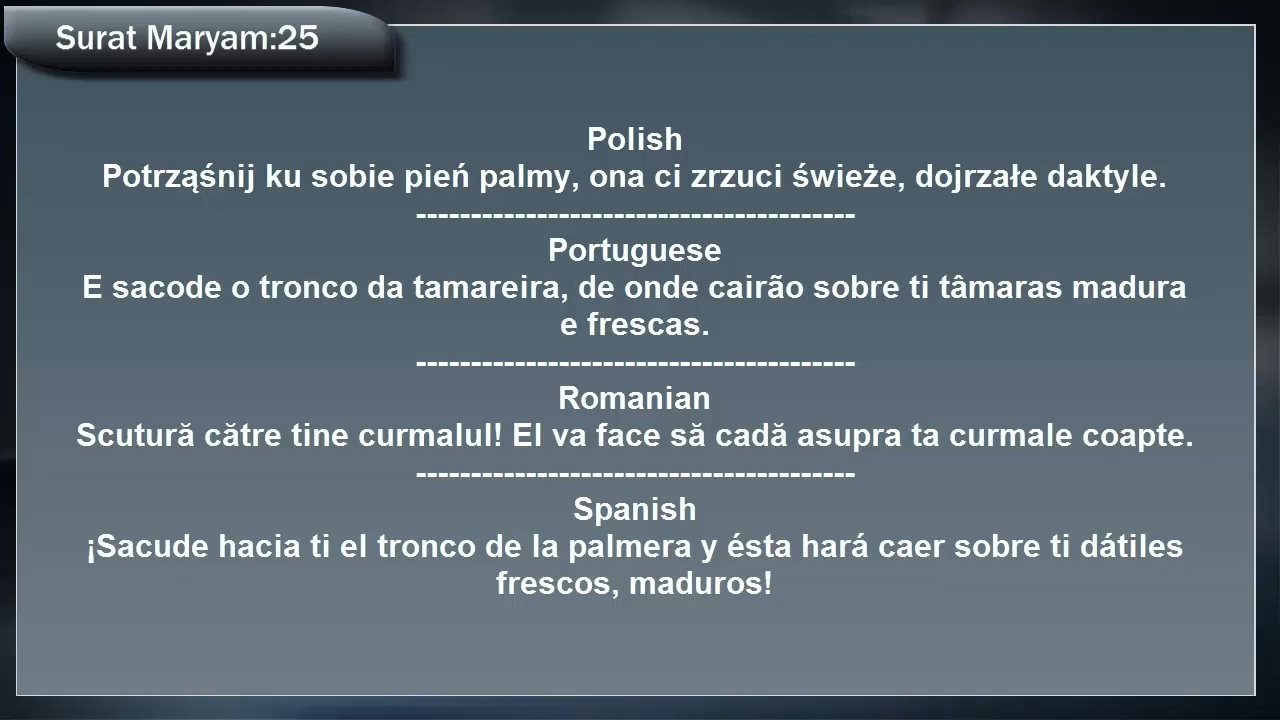 Surat Maryam:25
Polish
Potrząśnij ku sobie pień palmy, ona ci zrzuci świeże, dojrzałe daktyle.
----------------------------------------
Portuguese
E sacode o tronco da tamareira, de onde cairão sobre ti tâmaras madura
e frescas.
----------------------------------------
Romanian
Scutură către tine curmalul! El va face să cadă asupra ta curmale coapte.
----------------------------------------
Spanish
¡Sacude hacia ti el tronco de la palmera y ésta hará caer sobre ti dátiles
frescos, maduros!